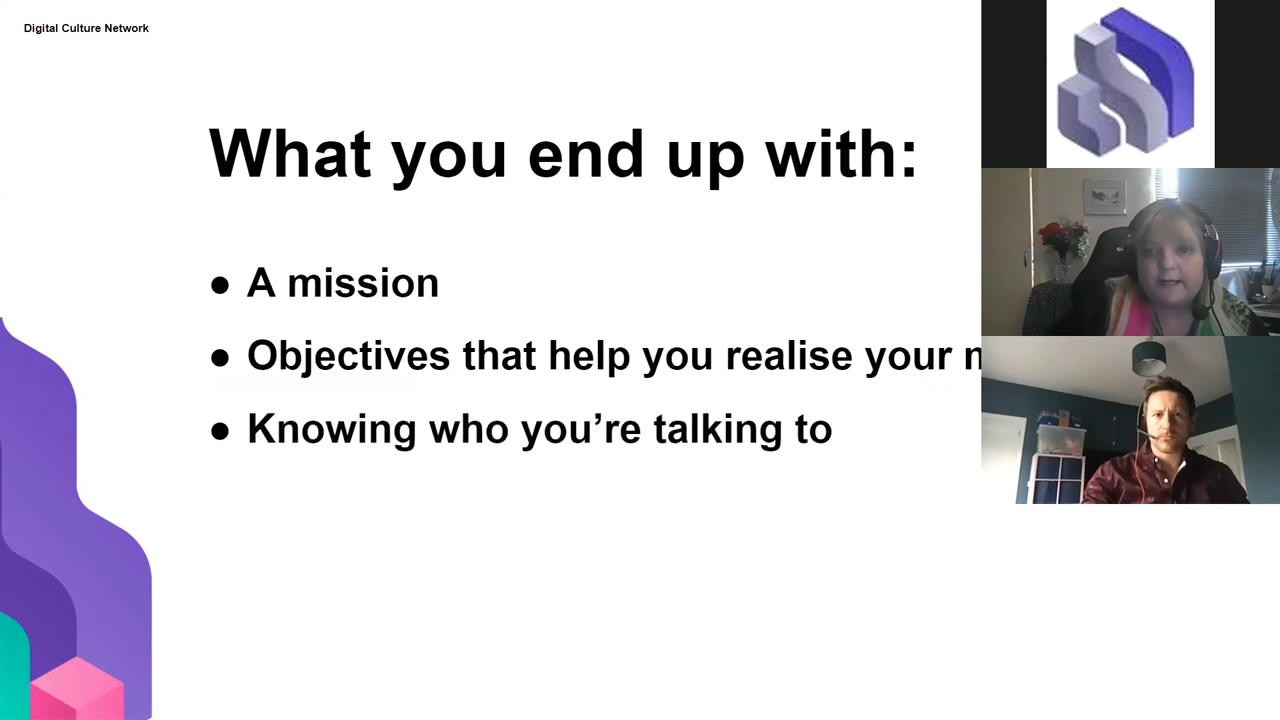 Digital Culture Network
What you end up with:
● A mission
● Objectives that help you realise your
● Knowing who you’re talking to